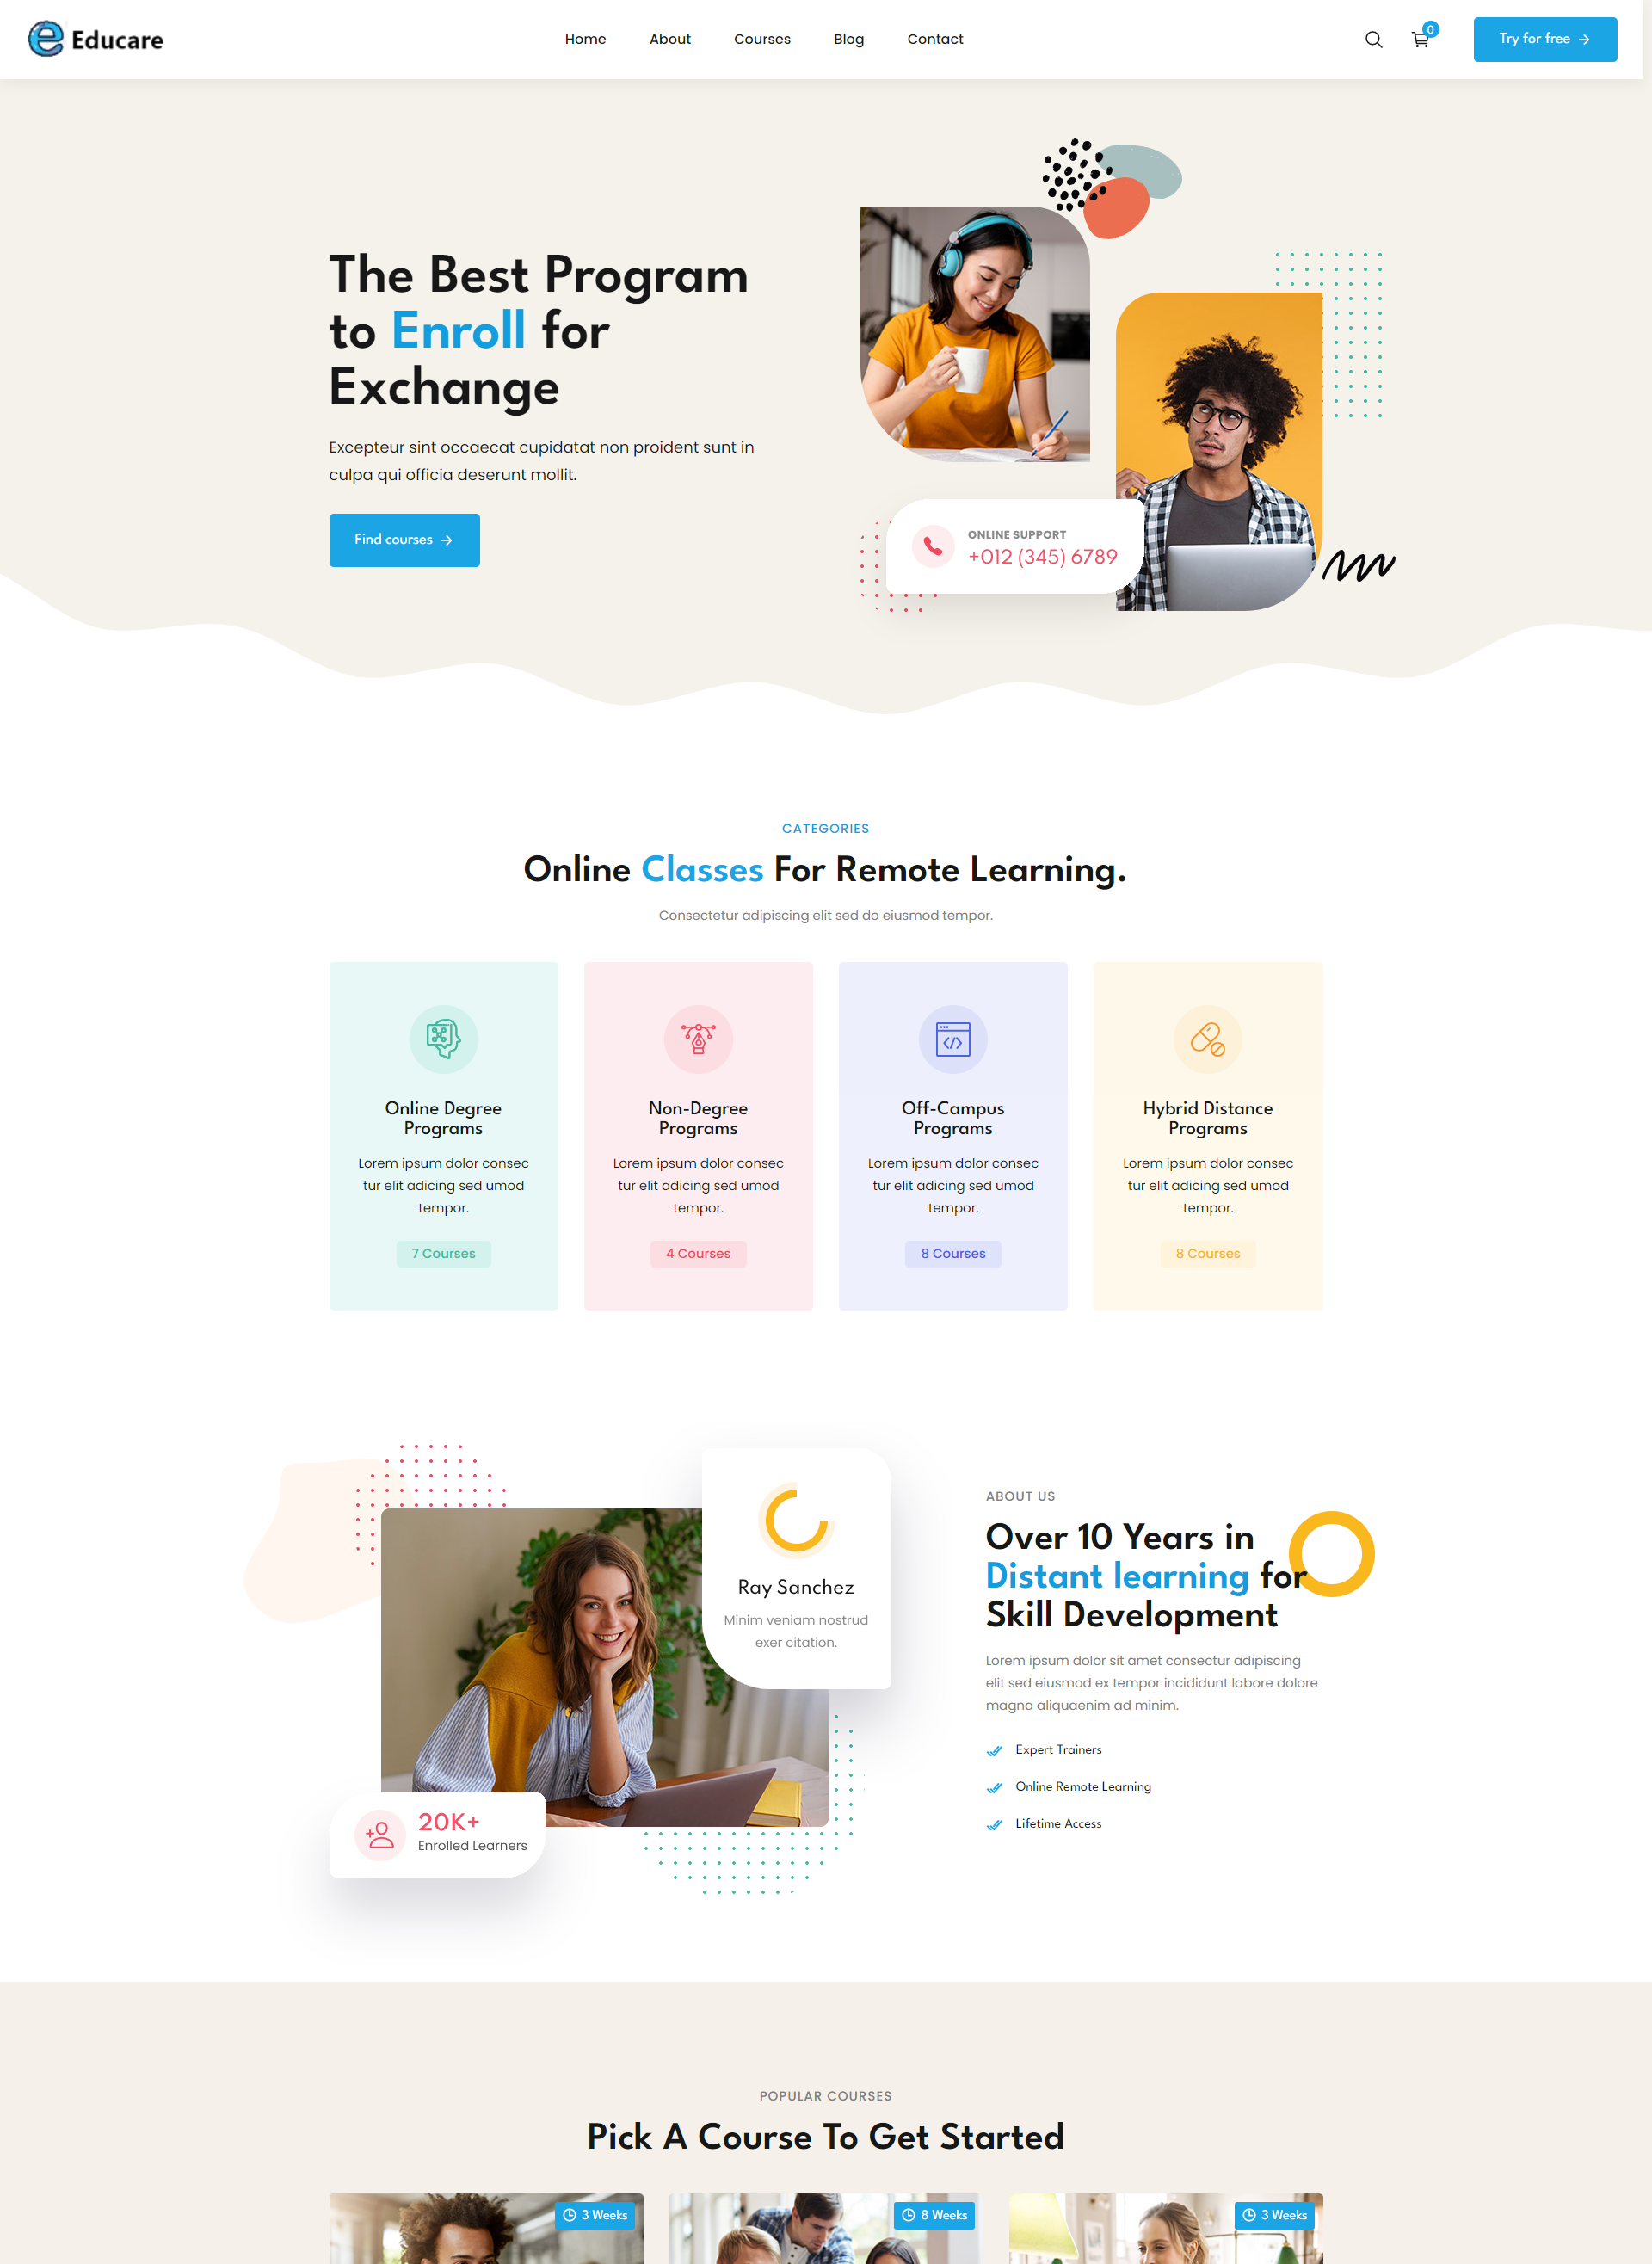 Educare
Home
About
Courses
Blog
Contact
0
Try for free
The Best Program
to Enroll for
Exchange
Excepteur sint occaecat cupidatat non proident sunt in
culpa qui officia deserunt mollit.
Find courses
ONLINE SUPPORT
+012 (345) 6789
CATEGORIES
Online Classes For Remote Learning.
Consectetur adipiscing elit sed do eiusmod tempor.
Online Degree
Programs
Lorem ipsum dolor consec
tur elit adicing sed umod
tempor.
7 Courses
Non-Degree
Programs
Lorem ipsum dolor consec
tur elit adicing sed umod
tempor.
4 Courses
Off-Campus
Programs
Lorem ipsum dolor consec
tur elit adicing sed umod
tempor.
8 Courses
Hybrid Distance
Programs
Lorem ipsum dolor consec
tur elit adicing sed umod
tempor.
8 Courses
Ray Sanchez
Minim veniam nostrud
exer citation.
20K+
Enrolled Learners
ABOUT US
Over 10 Years in
Distant learning for
Skill Development
Lorem ipsum dolor sit amet consectur adipiscing
elit sed eiusmod ex tempor incididunt labore dolore
magna aliquaenim ad minim.
Expert Trainers
Online Remote Learning
Lifetime Access
POPULAR COURSES
Pick A Course To Get Started
3 Weeks
8 Weeks
3 Weeks